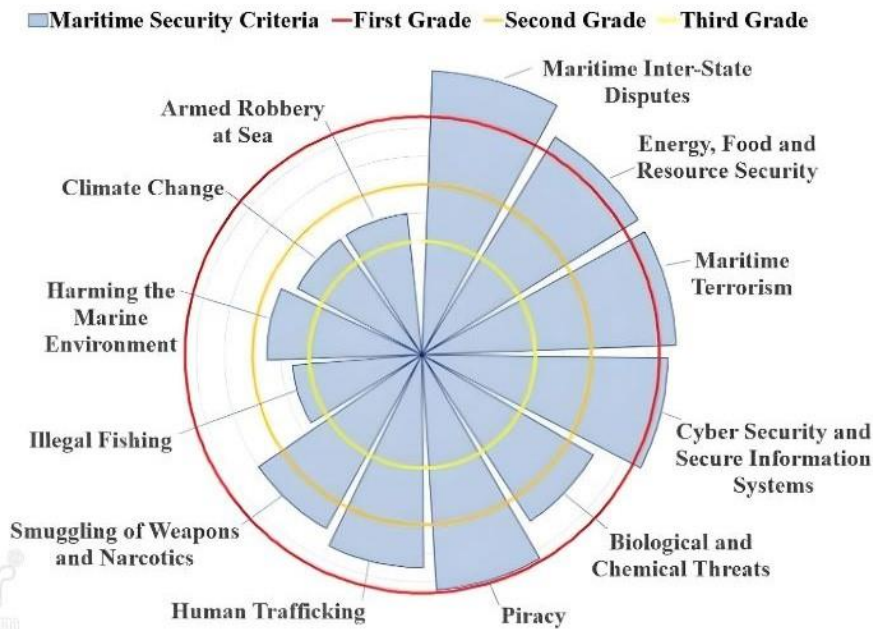 Maritime Security Criteria First Grade Second Grade Third Grade
Maritime Inter-State
Disputes
Energy, Food and
Resource Security
Maritime
Terrorism
Cyber Security and
Secure Information
Systems
Biological and
Chemical Threats
Piracy
Human Trafficking
Smuggling of Weapons
and Narcotics
Illegal Fishing
Harming the
Marine
Environment
Climate Change
Armed Robbery
at Sea